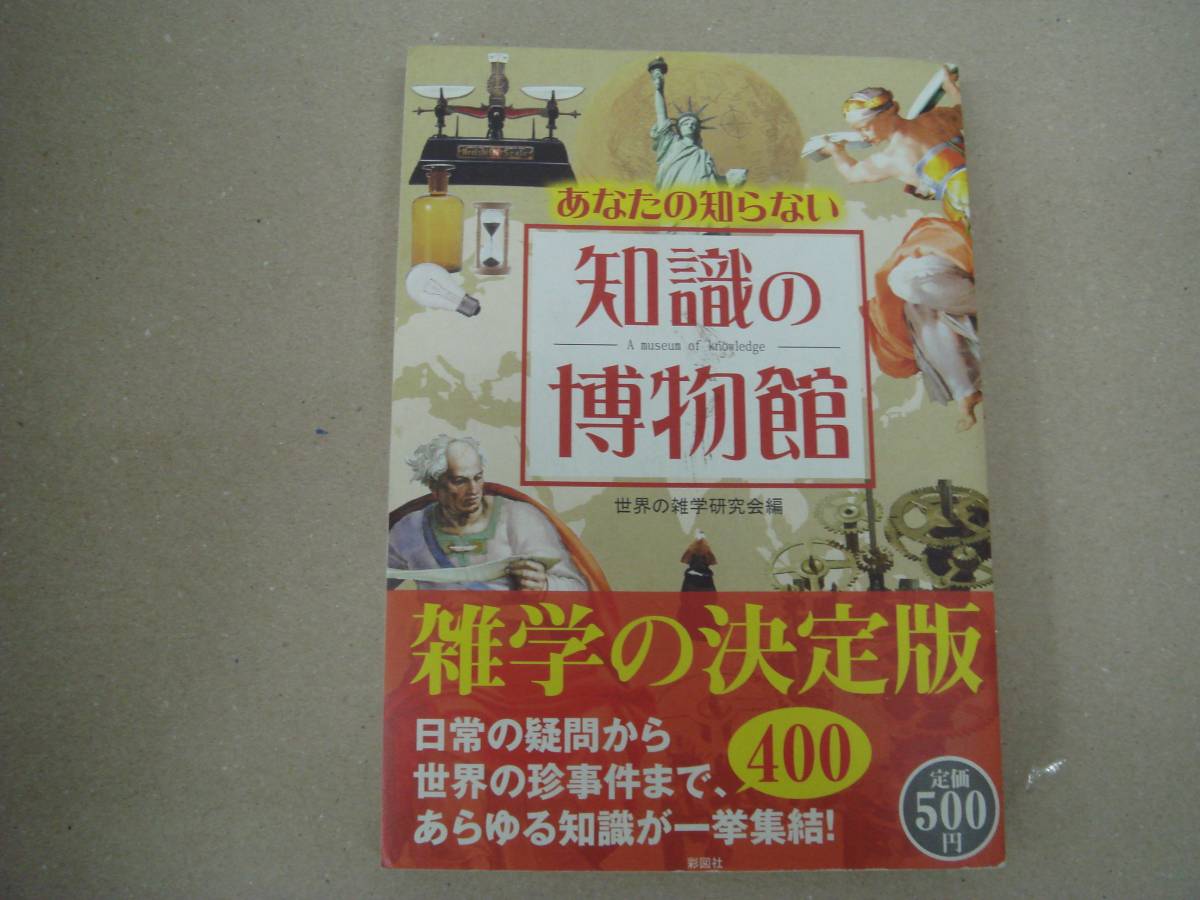 あなたの知らない
知識の
A museum of knowledge
博物館
世界の雑学研究会編
雑学の決定版
日常の疑問から
世界の珍事件まで、
400
あらゆる知識が一挙集結!
定価
500
円
彩図社